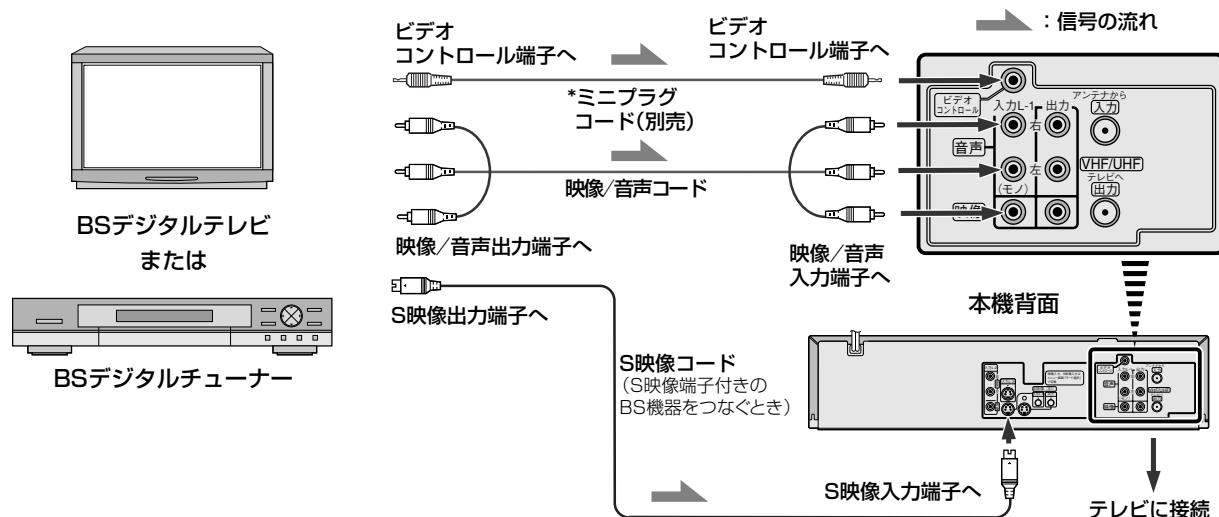 ビデオ
コントロール端子へ
ビデオ
コントロール端子へ
：信号の流れ
*ミニプラグ
コード（別売）
映像／音声コード
映像／音声出力端子へ
映像／音声
入力端子へ
ビデオ
コントロール
入力L-1
出力
アンテナから
入力
右
音声
左
(モノ)
VHF/UHF
テレビへ
出力
映像
BSデジタルテレビ
または
BSデジタルチューナー
S映像出力端子へ
本機背面
S映像コード
（S映像端子付きの
BS機器をつなぐとき）
S映像入力端子へ
テレビに接続